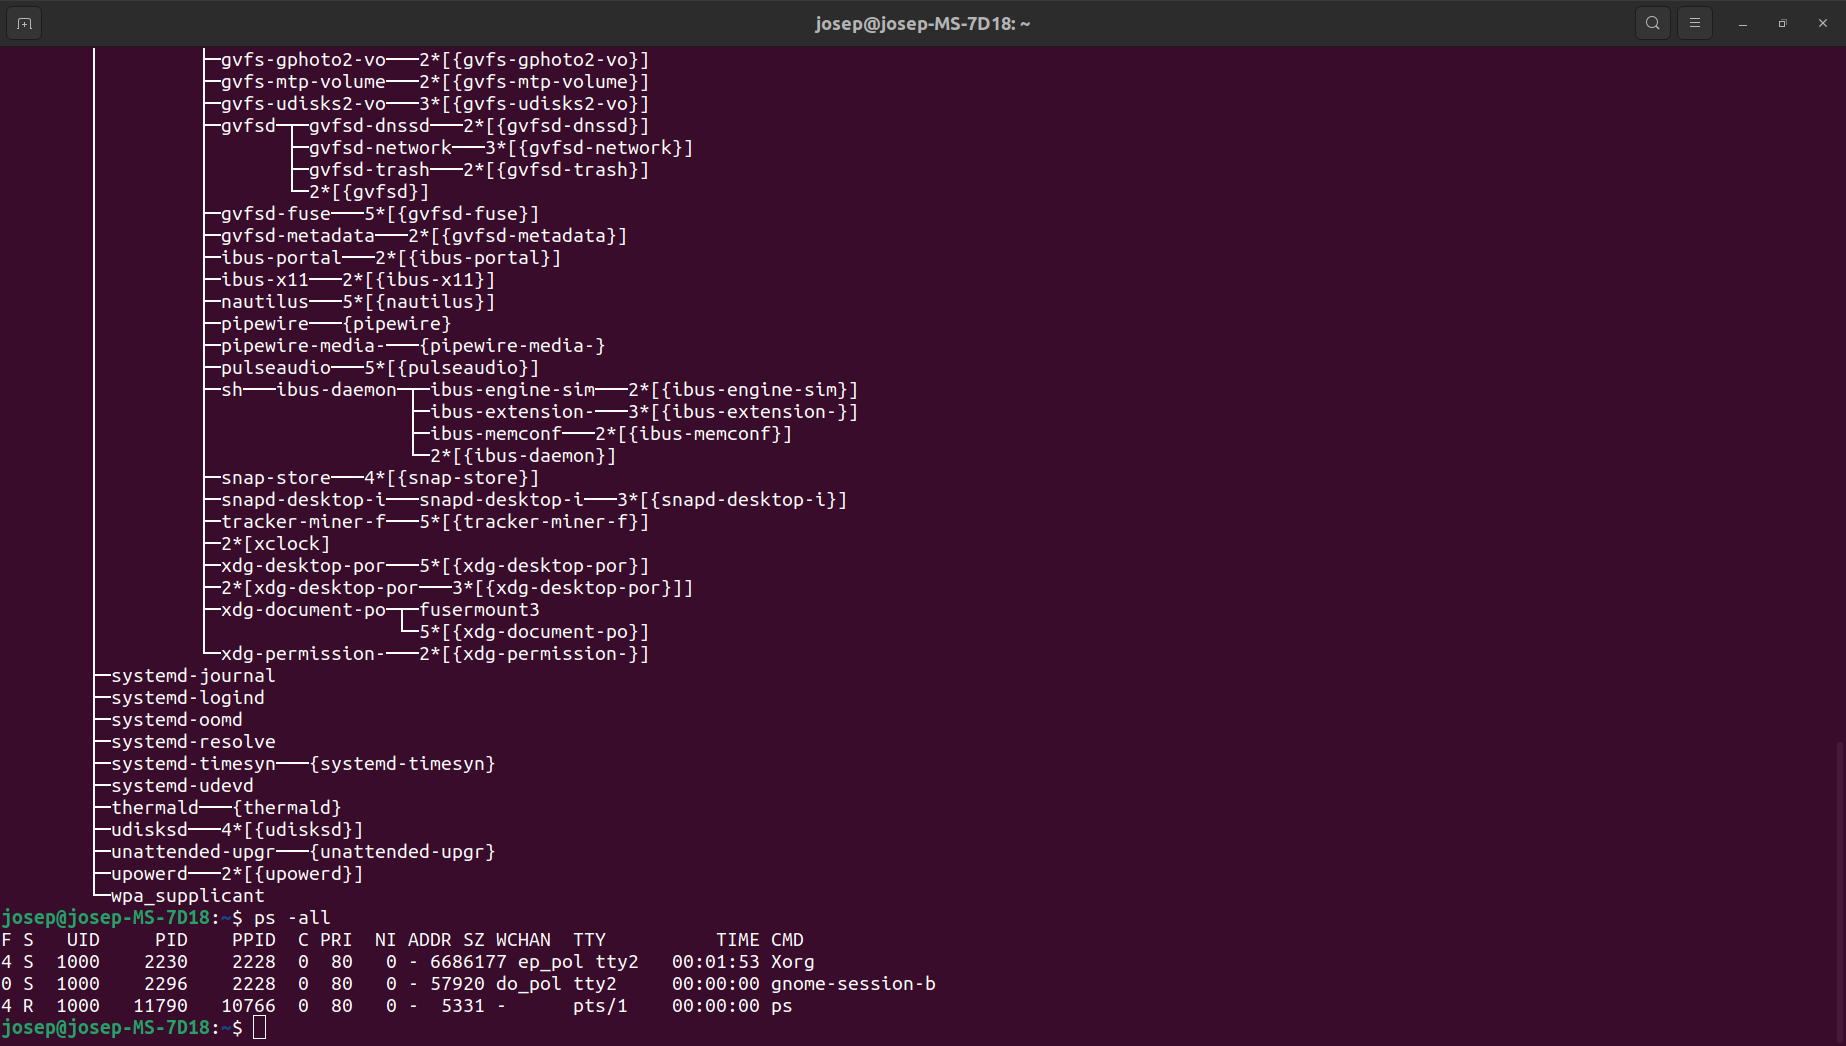 josep@josep-MS-7D18: ~
├─gvfs-gphoto2-vo───2*[{gvfs-gphoto2-vo}]
├─gvfs-mtp-volume───2*[{gvfs-mtp-volume}]
├─gvfs-udisks2-vo───3*[{gvfs-udisks2-vo}]
├─gvfsd─┬─gvfsd-dnssd───2*[{gvfsd-dnssd}]
├─gvfsd-network───3*[{gvfsd-network}]
├─gvfsd-trash───2*[{gvfsd-trash}]
└─2*[{gvfsd}]
├─gvfsd-fuse───5*[{gvfsd-fuse}]
├─gvfsd-metadata───2*[{gvfsd-metadata}]
├─ibus-portal───2*[{ibus-portal}]
├─ibus-x11───2*[{ibus-x11}]
├─nautilus───5*[{nautilus}]
├─pipewire───{pipewire}
├─pipewire-media-───{pipewire-media-}
├─pulseaudio───5*[{pulseaudio}]
├─sh───ibus-daemon─┬─ibus-engine-sim───2*[{ibus-engine-sim}]
├─ibus-extension-───3*[{ibus-extension-}]
├─ibus-memconf───2*[{ibus-memconf}]
└─2*[{ibus-daemon}]
├─snap-store───4*[{snap-store}]
├─snapd-desktop-i───snapd-desktop-i───3*[{snapd-desktop-i}]
├─tracker-miner-f───5*[{tracker-miner-f}]
├─2*[xclock]
├─xdg-desktop-por───5*[{xdg-desktop-por}]
├─2*[xdg-desktop-por───3*[{xdg-desktop-por}]]
├─xdg-document-po─┬─fusermount3
└─5*[{xdg-document-po}]
└─xdg-permission-───2*[{xdg-permission-}]
├─systemd-journal
├─systemd-logind
├─systemd-oomd
├─systemd-resolve
├─systemd-timesyn───{systemd-timesyn}
├─systemd-udevd
├─thermald───{thermald}
├─udisksd───4*[{udisksd}]
├─unattended-upgr───{unattended-upgr}
├─upowerd───2*[{upowerd}]
└─wpa_supplicant
josep@josep-MS-7D18:~$ ps -all
F S   UID     PID    PPID  C PRI  NI ADDR SZ WCHAN  TTY          TIME CMD
4 S  1000    2230    2228  0  80   0 - 6686177 ep_pol tty2   00:01:53 Xorg
0 S  1000    2296    2228  0  80   0 - 57920 do_pol tty2     00:00:00 gnome-session-b
4 R  1000   11790   10766  0  80   0 -  5331 -      pts/1    00:00:00 ps
josep@josep-MS-7D18:~$